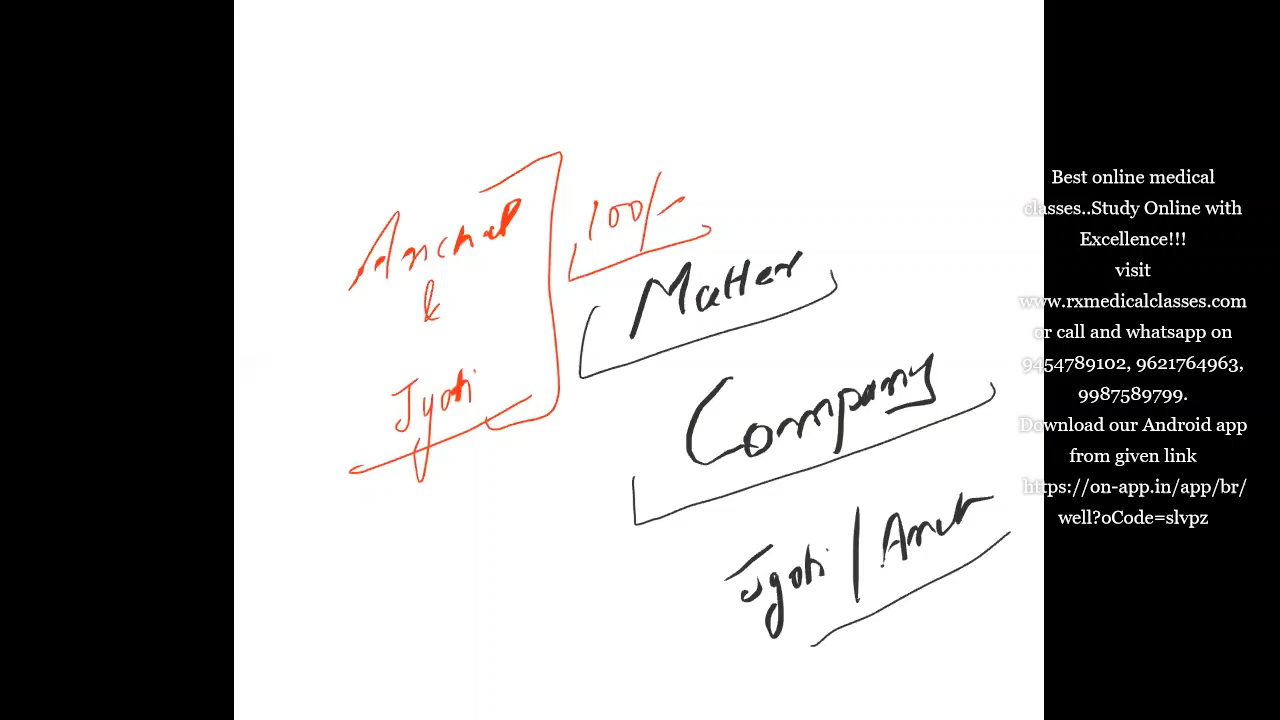 Anchal
&
Jyoti
100/-
Matter
Company
Jyoti | Anch
Best online medical
classes..Study Online with
Excellence!!!
visit
www.rxmedicalclasses.com
or call and whatsapp on
9454789102, 9621764963,
9987589799.
Download our Android app
from given link
https://on-app.in/app/br/
well?oCode=slvpz